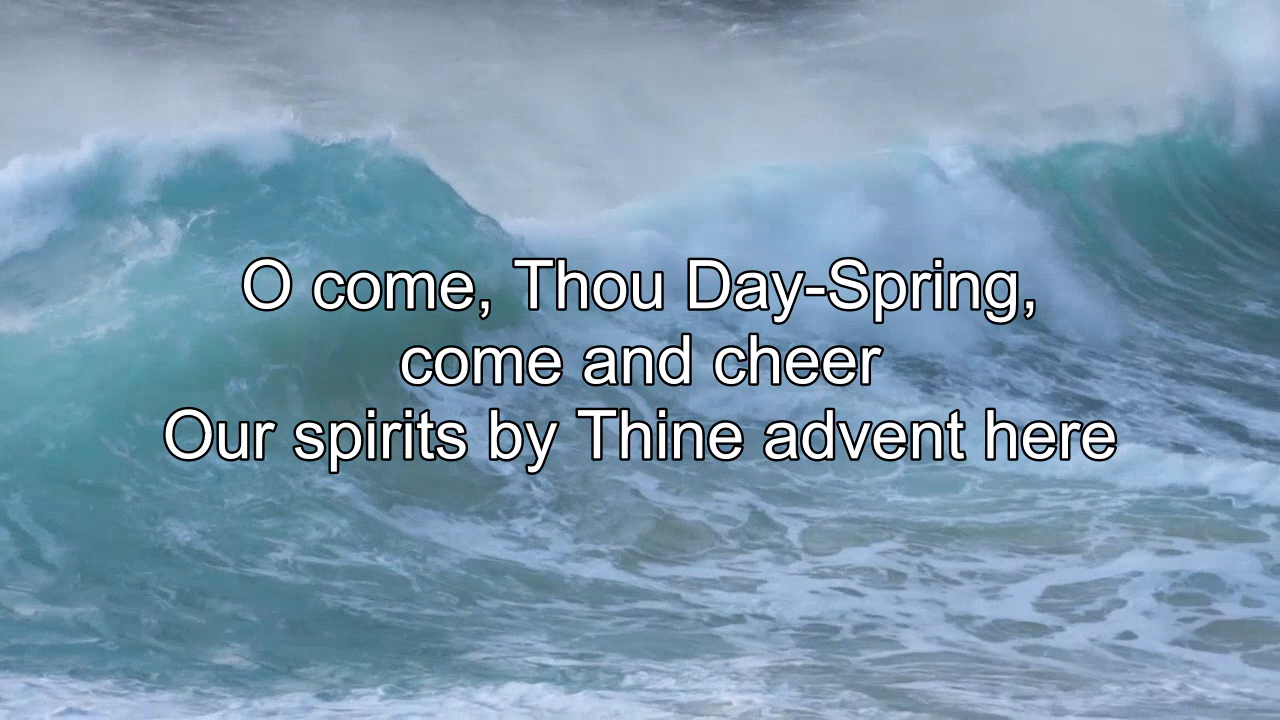 O come, Thou Day-Spring,
come and cheer
Our spirits by Thine advent here